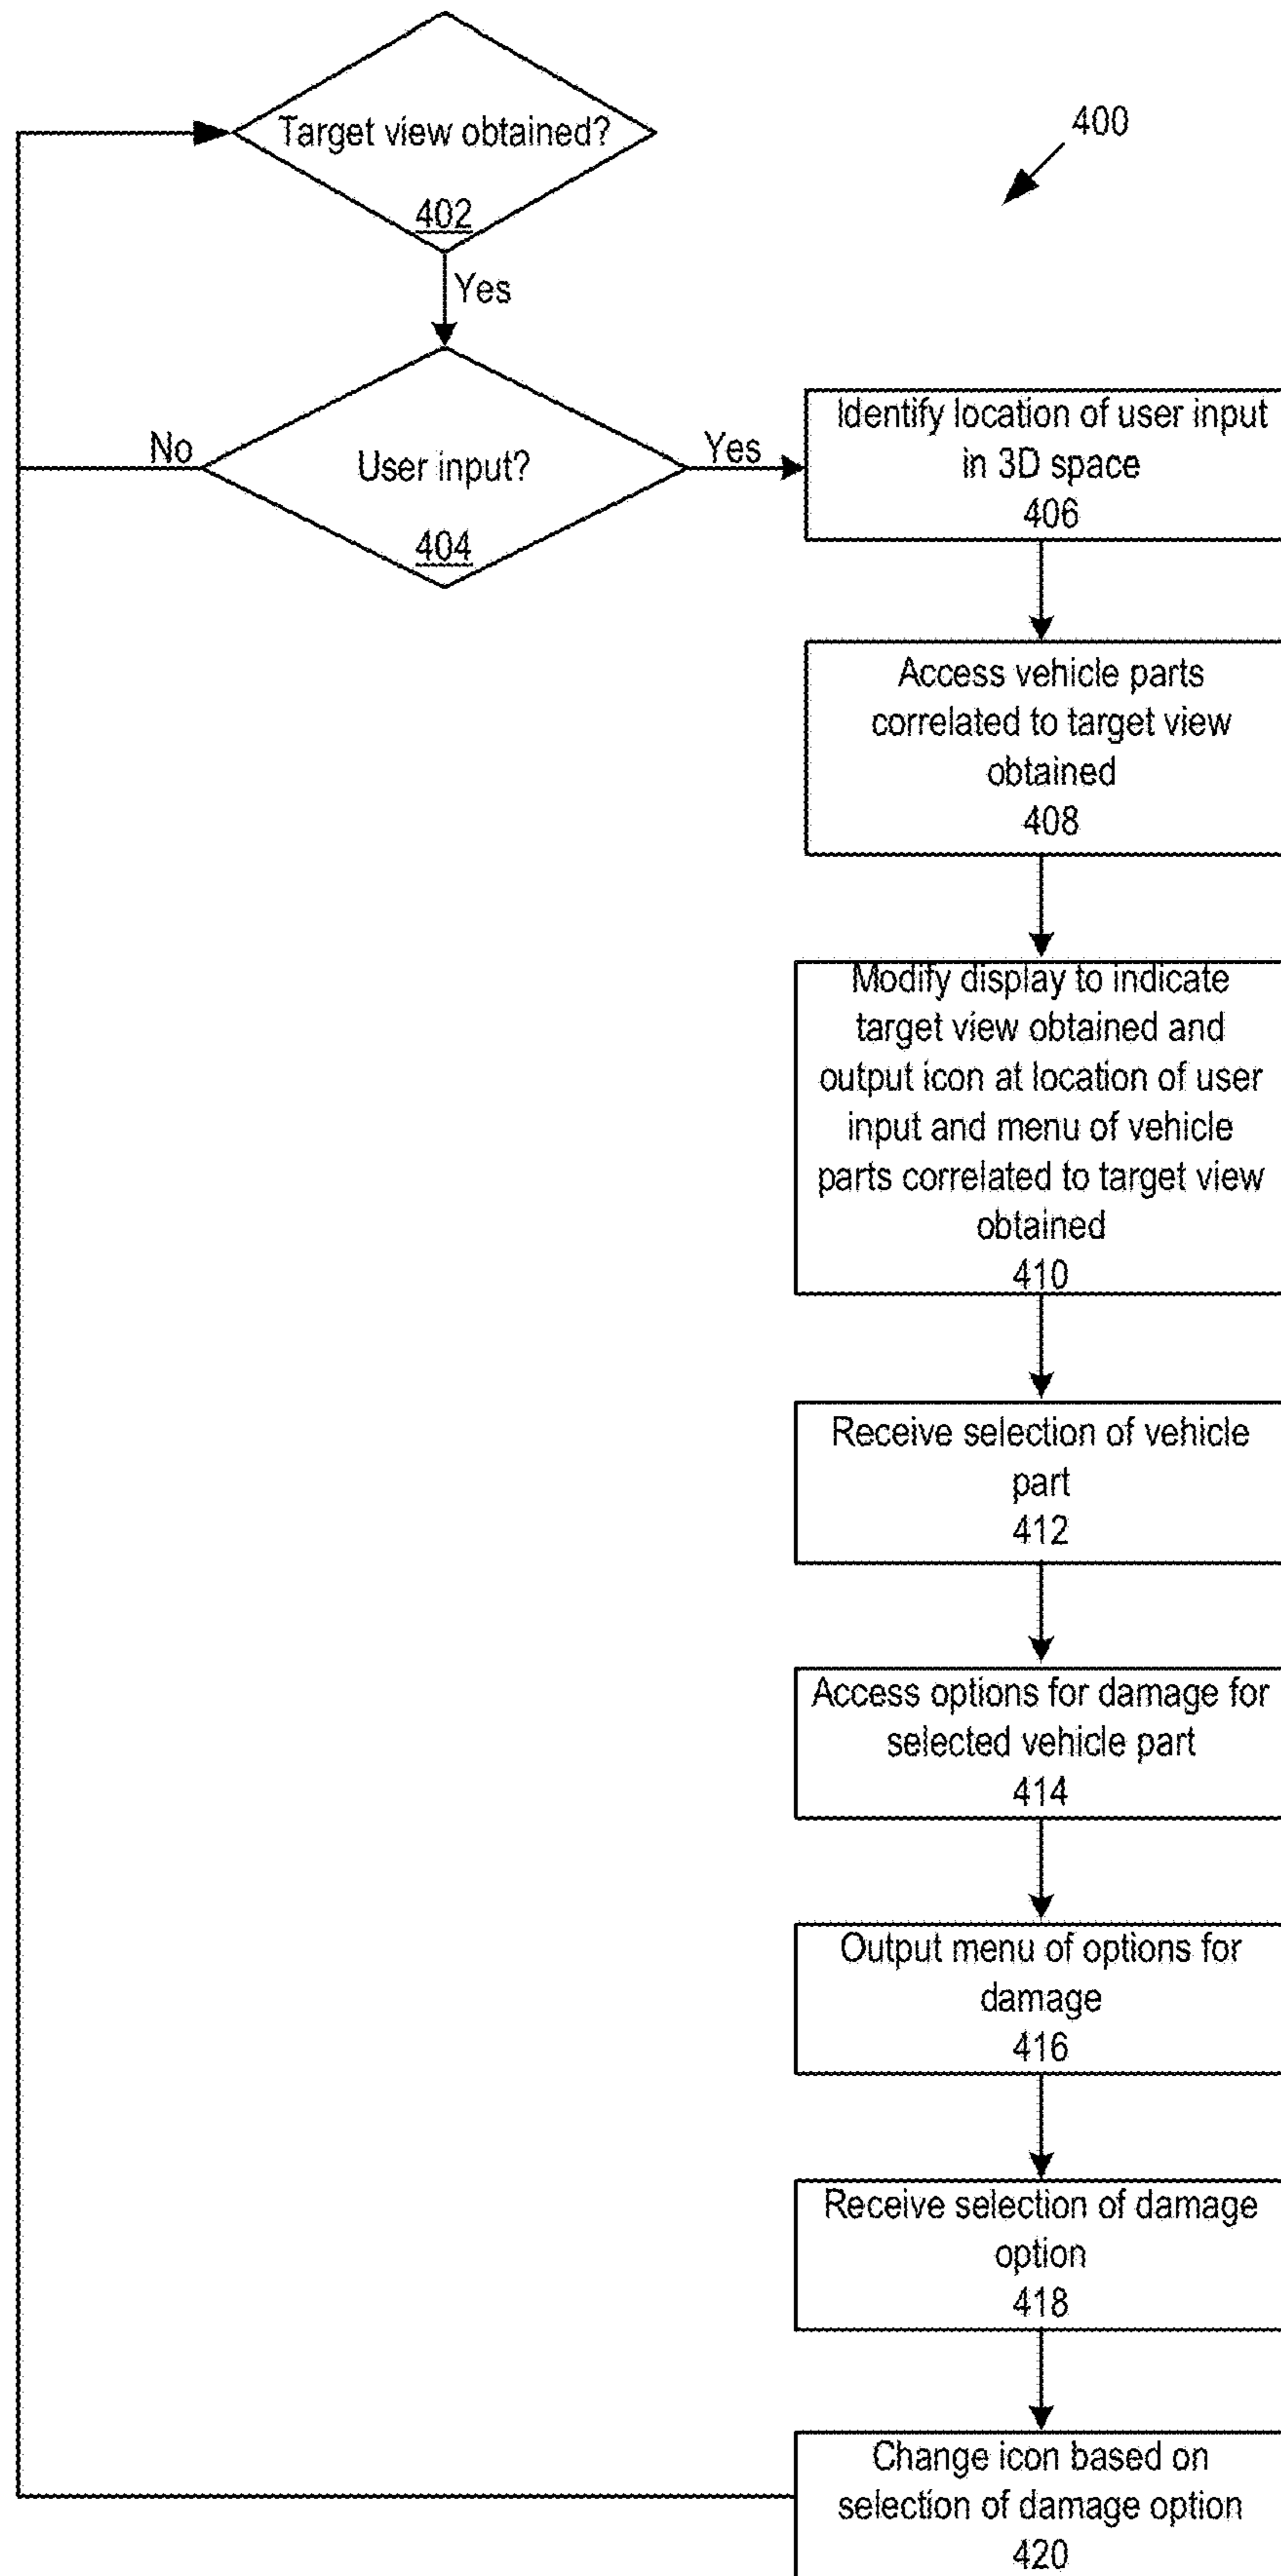 Target view obtained?
402
400
Yes
No
User input?
404
Yes
Identify location of user input
in 3D space
406
Access vehicle parts
correlated to target view
obtained
408
Modify display to indicate
target view obtained and
output icon at location of user
input and menu of vehicle
parts correlated to target view
obtained
410
Receive selection of vehicle
part
412
Access options for damage for
selected vehicle part
414
Output menu of options for
damage
416
Receive selection of damage
option
418
Change icon based on
selection of damage option
420